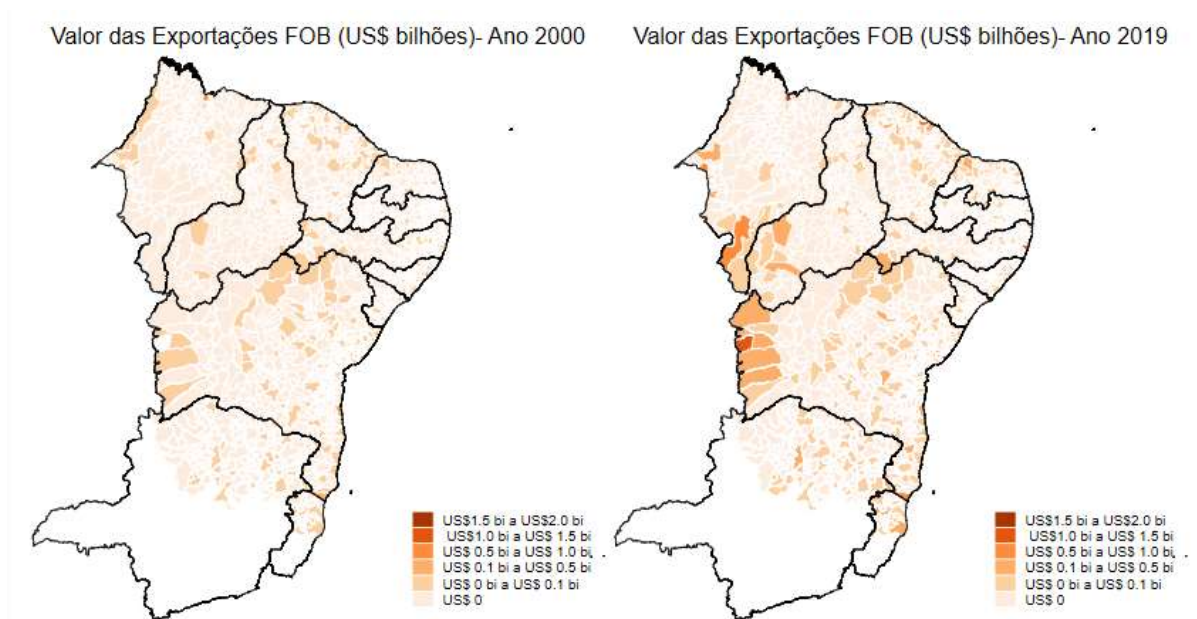 Valor das Exportações FOB (US$ bilhões)- Ano 2000
Valor das Exportações FOB (US$ bilhões)- Ano 2019
US$1.5 bi a US$2.0 bi
US$1.0 bi a US$ 1.5 bi
US$ 0.5 bi a US$ 1.0 bi
US$ 0.1 bi a US$ 0.5 bi
US$ 0 bi a US$ 0.1 bi
US$ 0
US$1.5 bi a US$2.0 bi
US$1.0 bi a US$ 1.5 bi
US$ 0.5 bi a US$ 1.0 bi
US$ 0.1 bi a US$ 0.5 bi
US$ 0 bi a US$ 0.1 bi
US$ 0